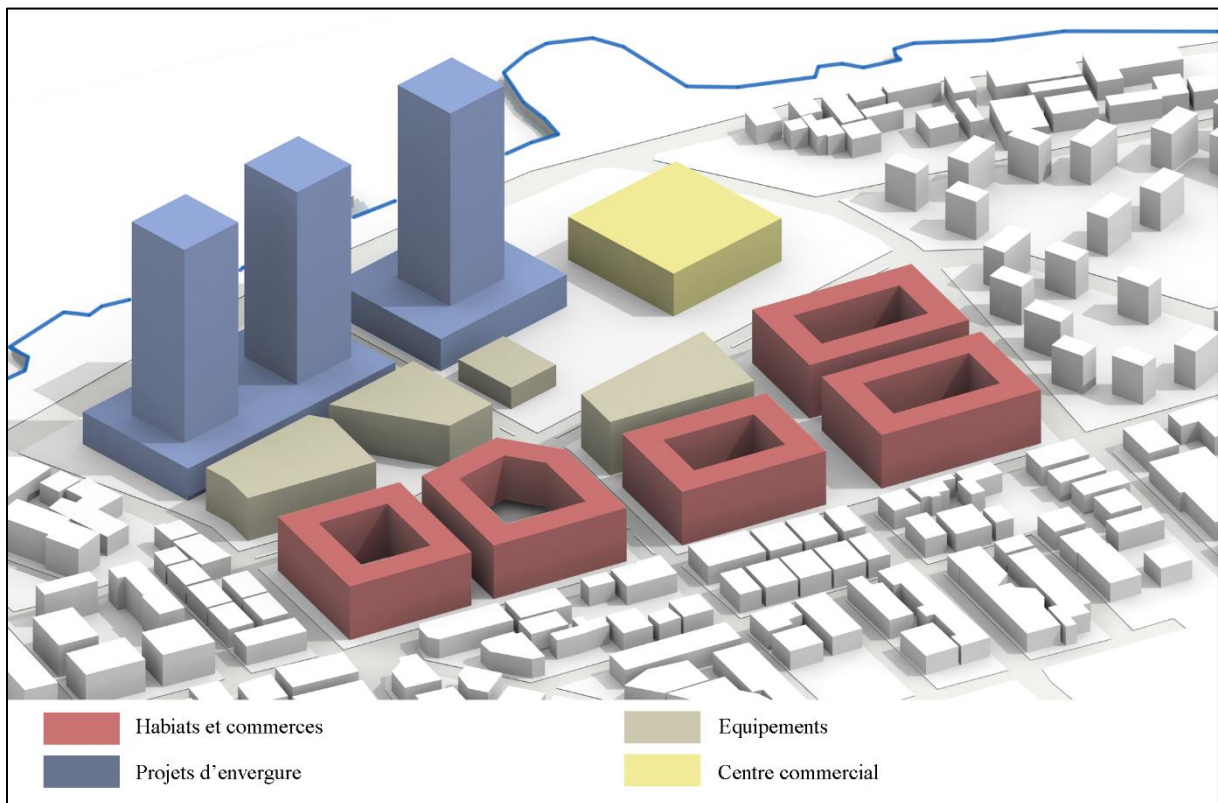 Habiats et commerces
Equipements
Projets d'envergure
Centre commercial